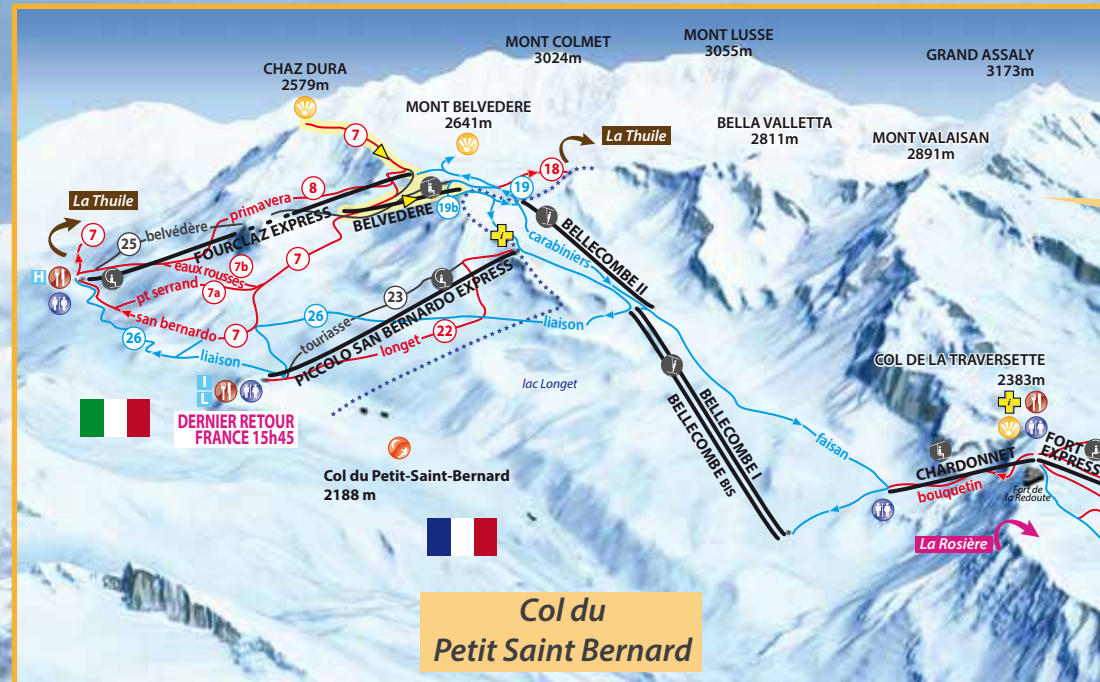 MONT COLMET
3024m
MONT LUSSE
3055m
GRAND ASSALY
3173m
CHAZ DURA
2579m
MONT BELVEDERE
2641m
BELLA VALLETTA
2811m
MONT VALAISAN
2891m
La Thuile
La Thuile
7
18
8
primavera
19
19b
7
25
belvédère
FOURCLAZ EXPRESS
BELVEDERE
carabiniers
BELLECOMBE II
H
eaux rousses
7b
7
pt serrand
7a
san bernardo
7
26
liaison
23
touriasse
26
PICCOLO SAN BERNARDO EXPRESS
longet
22
liaison
I
L
DERNIER RETOUR
FRANCE 15h45
lac Longet
BELLECOMBE I
BELLECOMBE BIS
faisan
COL DE LA TRAVERSETTE
2383m
CHARDONNET
FORT
EXPRESS
bouquetin
Fort de
la Redoute
La Rosière
Col du Petit-Saint-Bernard
2188 m
Col du
Petit Saint Bernard